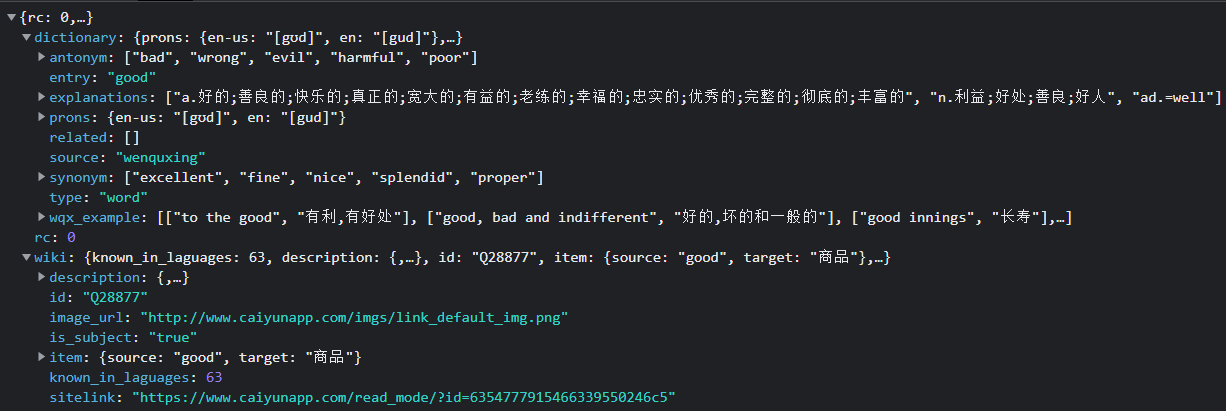 {rc: 0,…}
dictionary: {prons: {en-us: "[gʊd]", en: "[gud]"},…}
antonym: ["bad", "wrong", "evil", "harmful", "poor"]
entry: "good"
explanations: ["a.好的;善良的;快乐的;真正的;宽大的;有益的;老练的;幸福的;忠实的;优秀的;完整的;彻底的;丰富的", "n.利益;好处;善良;好人", "ad.=well"]
prons: {en-us: "[gʊd]", en: "[gud]"}
related: []
source: "wenquxing"
synonym: ["excellent", "fine", "nice", "splendid", "proper"]
type: "word"
wqx_example: [["to the good", "有利,有好处"], ["good, bad and indifferent", "好的,坏的和一般的"], ["good innings", "长寿"],…]
rc: 0
wiki: {known_in_laguages: 63, description: {,…}, id: "Q28877", item: {source: "good", target: "商品"},…}
description: {,…}
id: "Q28877"
image_url: "http://www.caiyunapp.com/imgs/link_default_img.png"
is_subject: "true"
item: {source: "good", target: "商品"}
known_in_laguages: 63
sitelink: "https://www.caiyunapp.com/read_mode/?id=6354777915466339550246c5"